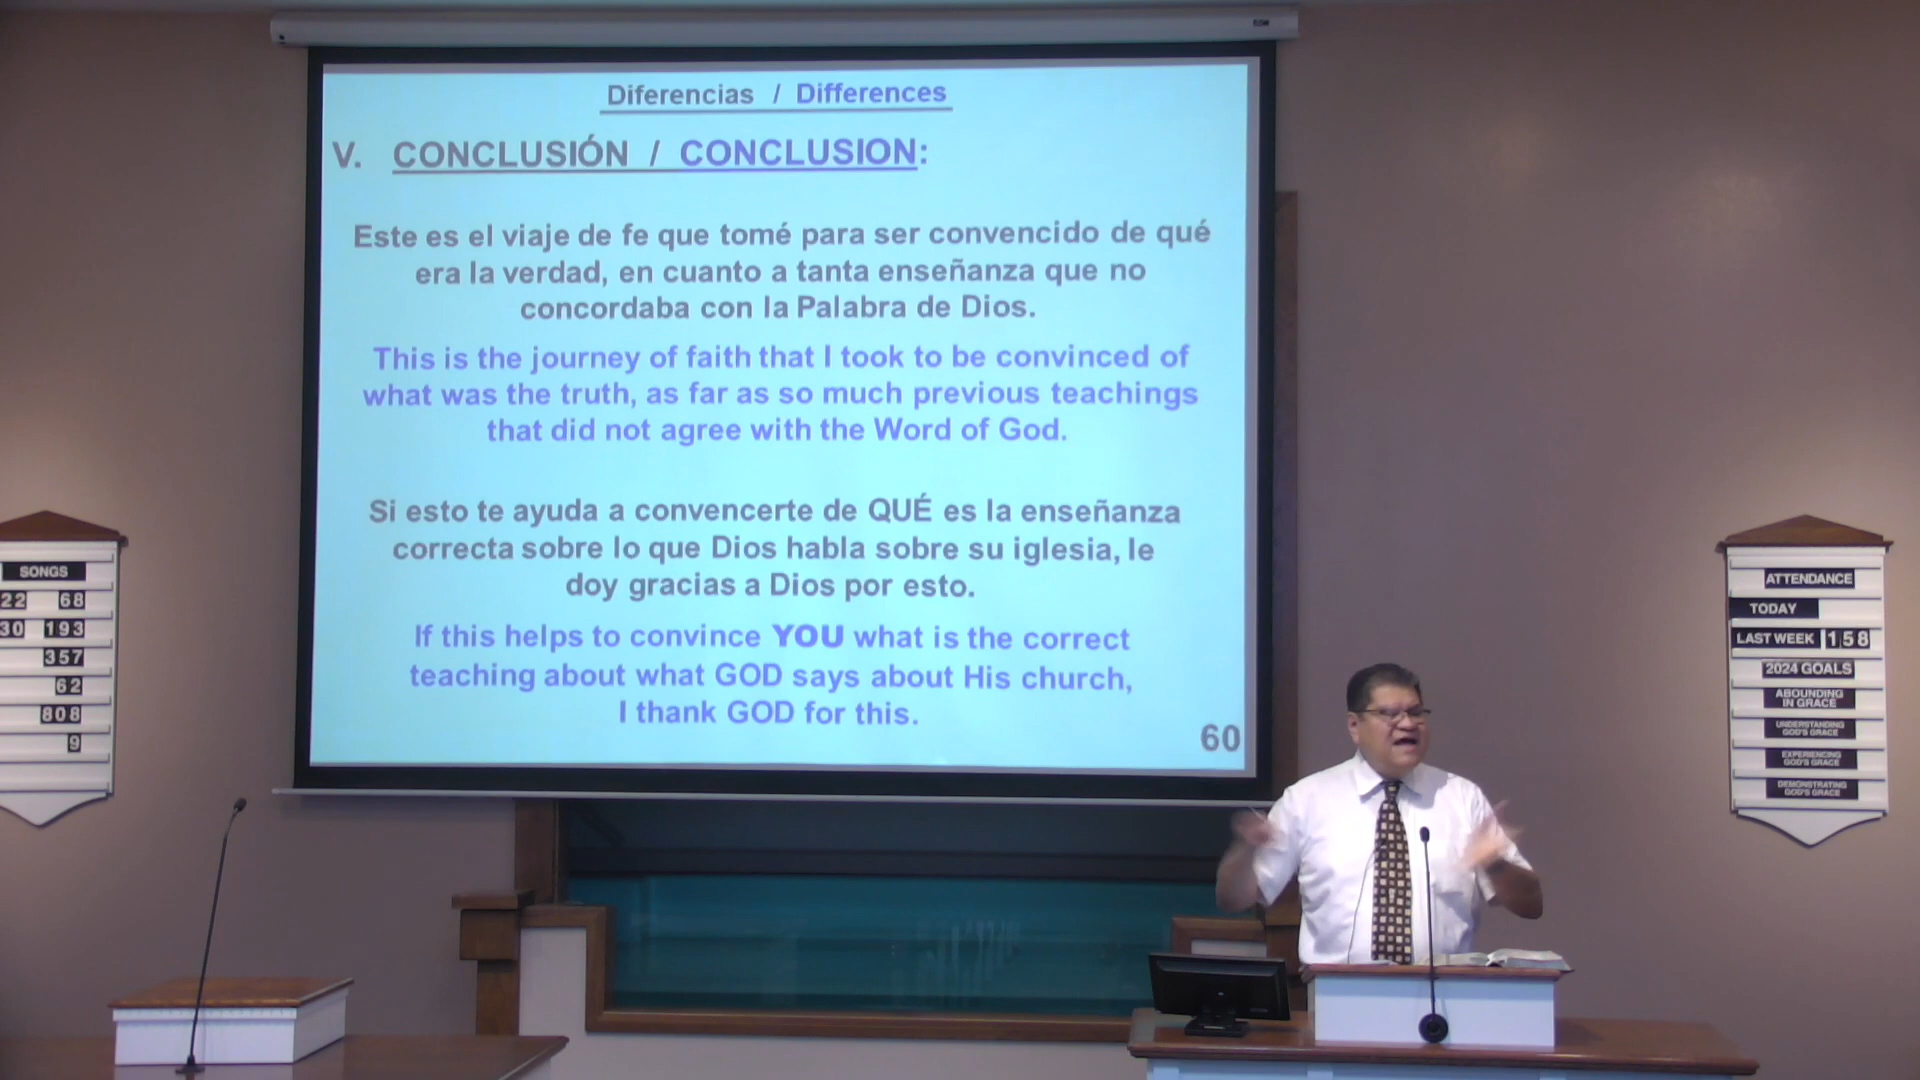 Diferencias / Differences
V. CONCLUSIÓN / CONCLUSION:
Este es el viaje de fe que tomé para ser convencido de qué
era la verdad, en cuanto a tanta enseñanza que no
concordaba con la Palabra de Dios.
This is the journey of faith that I took to be convinced of
what was the truth, as far as so much previous teachings
that did not agree with the Word of God.
Si esto te ayuda a convencerte de QUÉ es la enseñanza
correcta sobre lo que Dios habla sobre su iglesia, le
doy gracias a Dios por esto.
If this helps to convince YOU what is the correct
teaching about what GOD says about His church,
I thank GOD for this.
60
SONGS
22 68
30 193
357
62
808
9
ATTENDANCE
TODAY
LAST WEEK 158
2024 GOALS
ABOUNDING
IN GRACE
UNDERSTANDING
GOD'S GRACE
EXPERIENCING
GOD'S GRACE
DEMONSTRATING
GOD'S GRACE